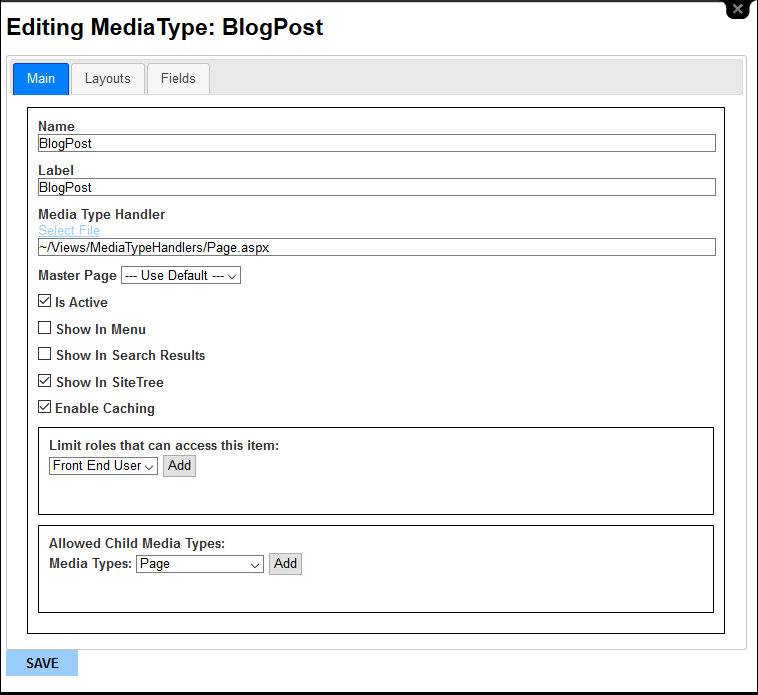 Editing MediaType: BlogPost
Main Layouts Fields
Name
BlogPost
Label
BlogPost
Media Type Handler
Select File
~/Views/MediaTypeHandlers/Page.aspx
Master Page --- Use Default ---
Is Active
Show In Menu
Show In Search Results
Show In SiteTree
Enable Caching
Limit roles that can access this item:
Front End User Add
Allowed Child Media Types:
Media Types: Page Add
SAVE